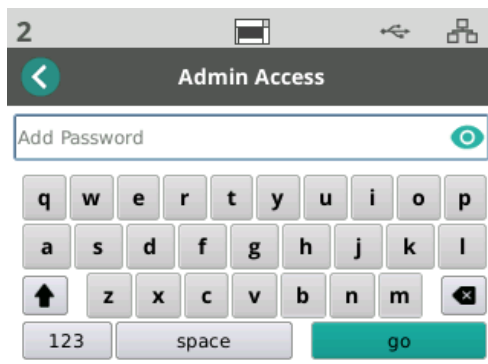 2
Admin Access
Add Password
q w e r t y u i o p
a s d f g h j k l
z x c v b n m
123 space go